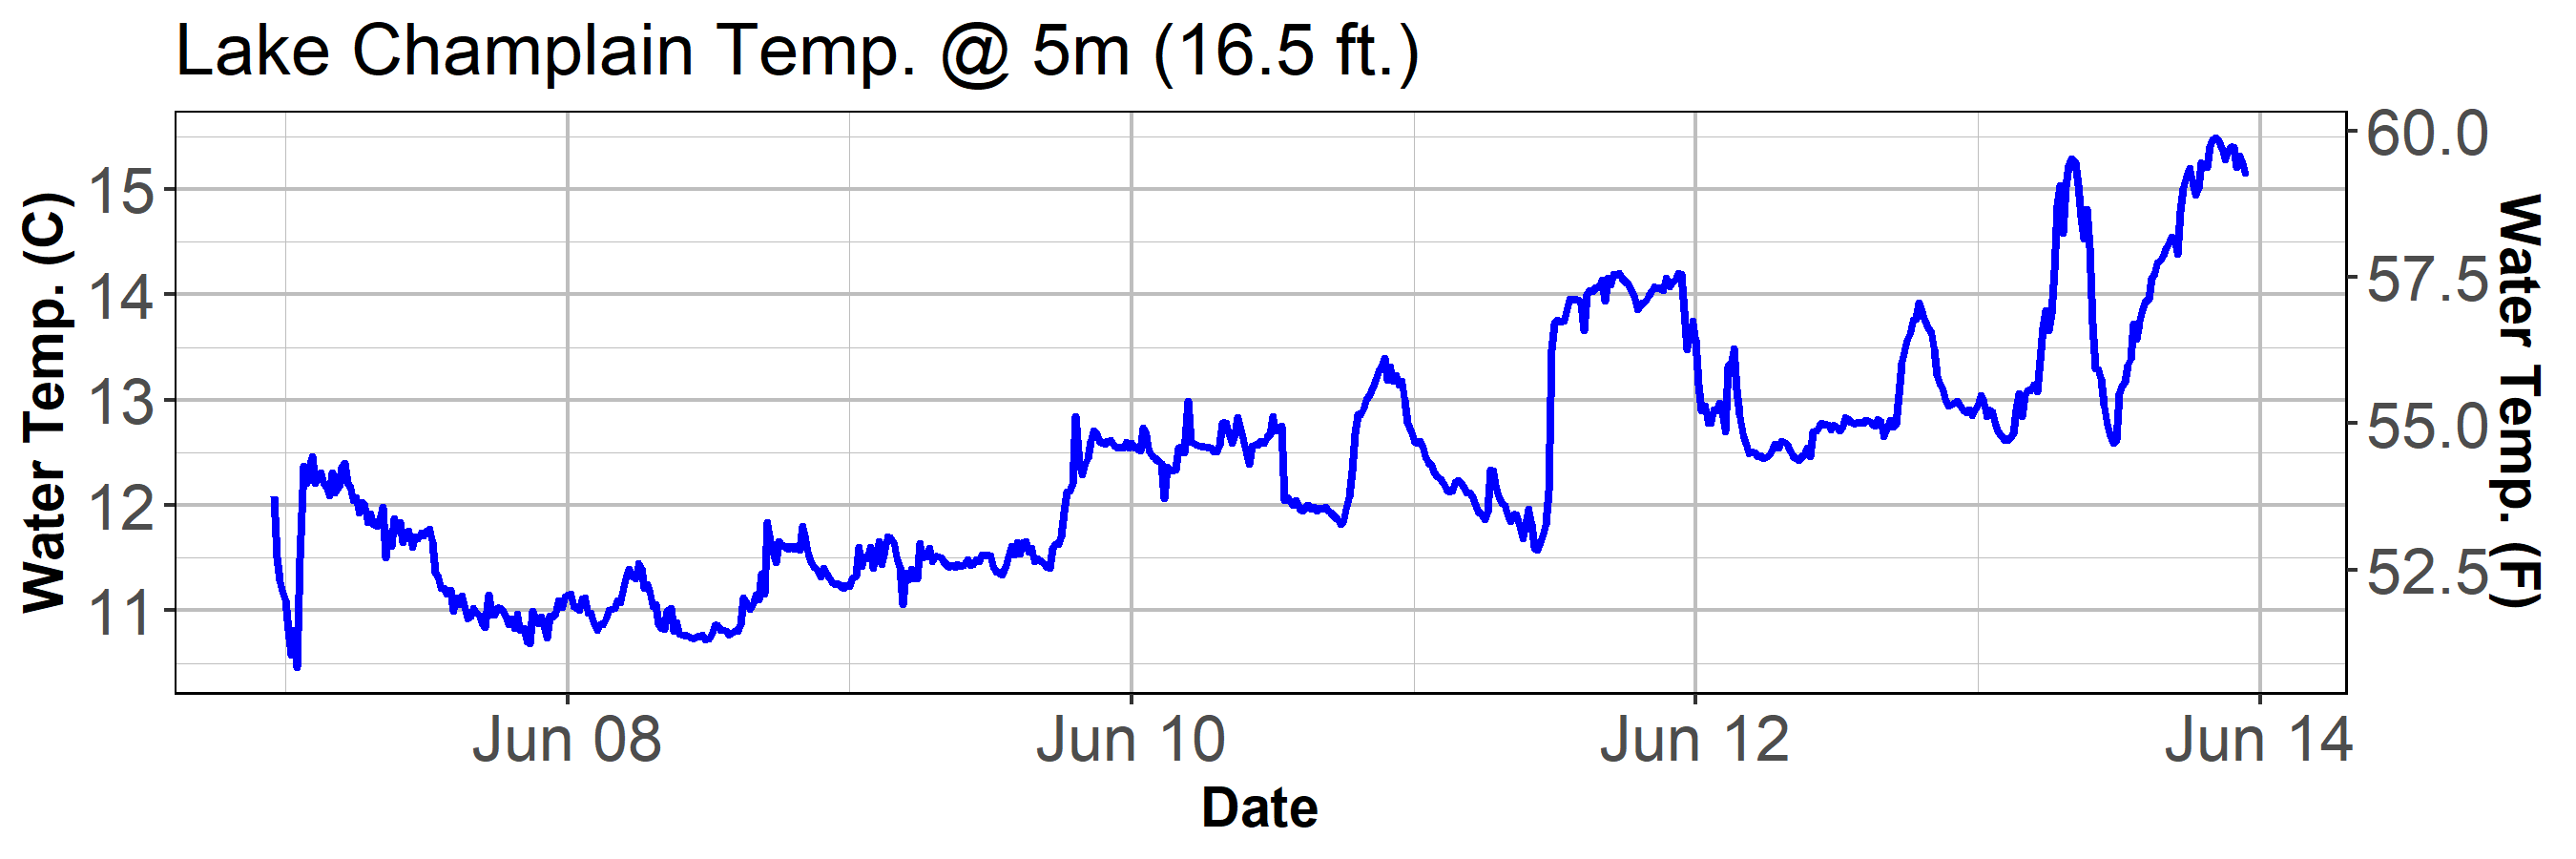 Lake Champlain Temp. @ 5m (16.5 ft.)
Water Temp. (C)
15
14
13
12
11
60.0
57.5
55.0
52.5
Water Temp. (F)
Jun 08
Jun 10
Jun 12
Jun 14
Date